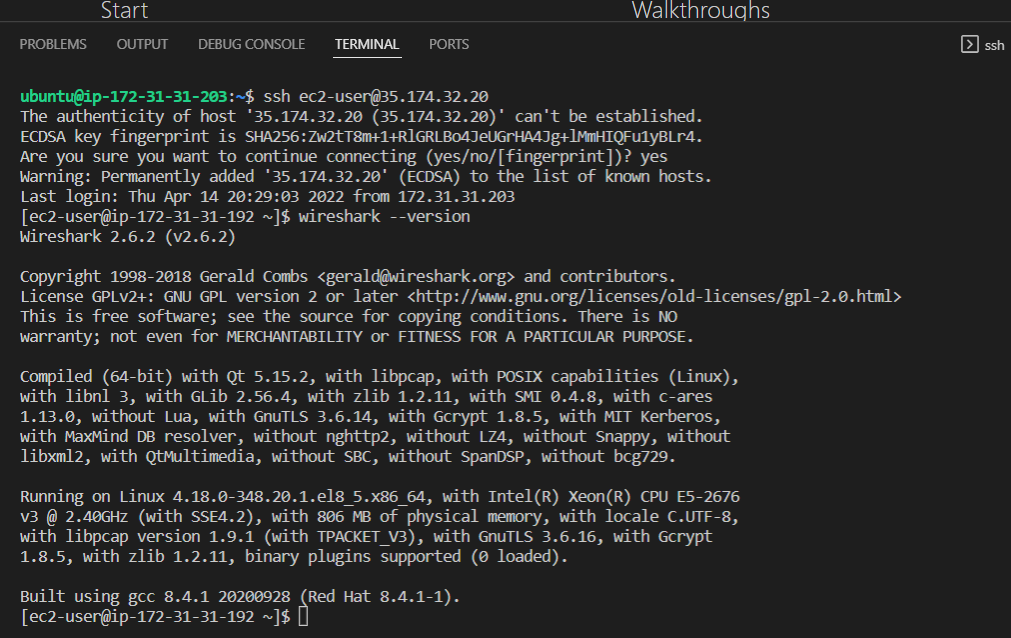 Start Walkthroughs
PROBLEMS OUTPUT DEBUG CONSOLE TERMINAL PORTS ssh
ubuntu@ip-172-31-31-203:~$ ssh ec2-user@35.174.32.20
The authenticity of host '35.174.32.20 (35.174.32.20)' can't be established.
ECDSA key fingerprint is SHA256:Zw2tT8m+1+RlGRLBo4JeUGrHA4Jg+lMmHIQFu1yBLr4.
Are you sure you want to continue connecting (yes/no/[fingerprint])? yes
Warning: Permanently added '35.174.32.20' (ECDSA) to the list of known hosts.
Last login: Thu Apr 14 20:29:03 2022 from 172.31.31.203
[ec2-user@ip-172-31-31-192 ~]$ wireshark --version
Wireshark 2.6.2 (v2.6.2)
Copyright 1998-2018 Gerald Combs <gerald@wireshark.org> and contributors.
License GPLv2+: GNU GPL version 2 or later <http://www.gnu.org/licenses/old-licenses/gpl-2.0.html>
This is free software; see the source for copying conditions. There is NO
warranty; not even for MERCHANTABILITY or FITNESS FOR A PARTICULAR PURPOSE.
Compiled (64-bit) with Qt 5.15.2, with libpcap, with POSIX capabilities (Linux),
with libnl 3, with GLib 2.56.4, with zlib 1.2.11, with SMI 0.4.8, with c-ares
1.13.0, without Lua, with GnuTLS 3.6.14, with Gcrypt 1.8.5, with MIT Kerberos,
with MaxMind DB resolver, without nghttp2, without LZ4, without Snappy, without
libxml2, with QtMultimedia, without SBC, without SpanDSP, without bcg729.
Running on Linux 4.18.0-348.20.1.el8_5.x86_64, with Intel(R) Xeon(R) CPU E5-2676
v3 @ 2.40GHz (with SSE4.2), with 806 MB of physical memory, with locale C.UTF-8,
with libpcap version 1.9.1 (with TPACKET_V3), with GnuTLS 3.6.16, with Gcrypt
1.8.5, with zlib 1.2.11, binary plugins supported (0 loaded).
Built using gcc 8.4.1 20200928 (Red Hat 8.4.1-1).
[ec2-user@ip-172-31-31-192 ~]$